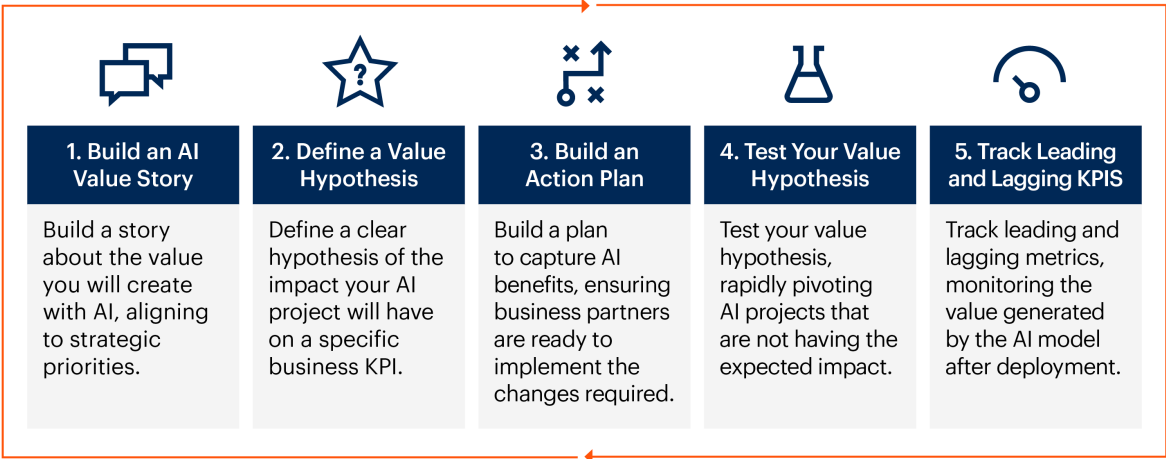 ?
1. Build an AI
Value Story
Build a story
about the value
you will create
with AI, aligning
to strategic
priorities.
2. Define a Value
Hypothesis
Define a clear
hypothesis of the
impact your AI
project will have
on a specific
business KPI.
3. Build an
Action Plan
Build a plan
to capture AI
benefits, ensuring
business partners
are ready to
implement the
changes required.
4. Test Your Value
Hypothesis
Test your value
hypothesis,
rapidly pivoting
AI projects that
are not having the
expected impact.
5. Track Leading
and Lagging KPIS
Track leading and
lagging metrics,
monitoring the
value generated
by the AI model
after deployment.